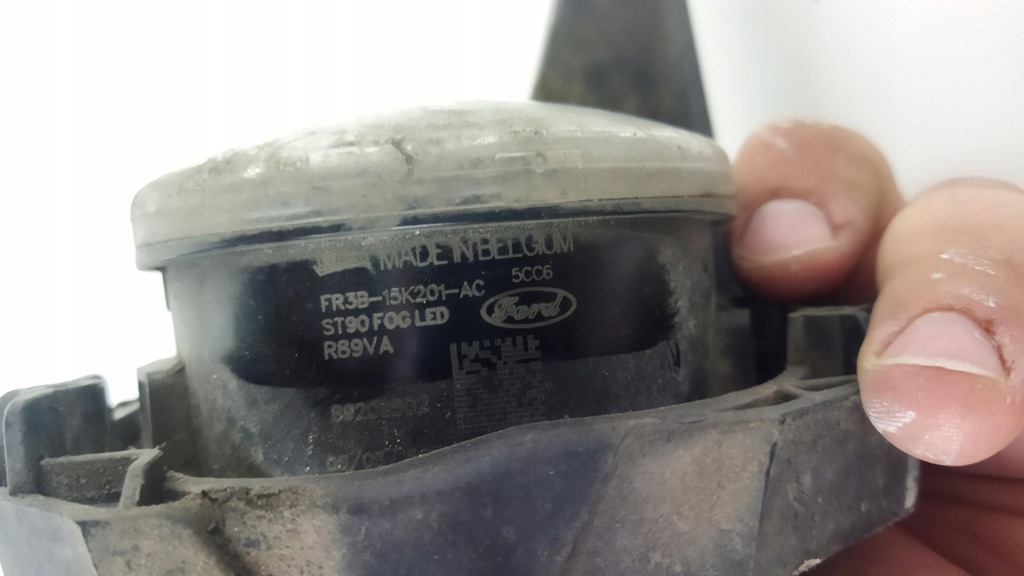 MADE IN BELGIUM
5CC6
FR3B-15K201-AC
Ford
ST90 FOG LED
R89VA